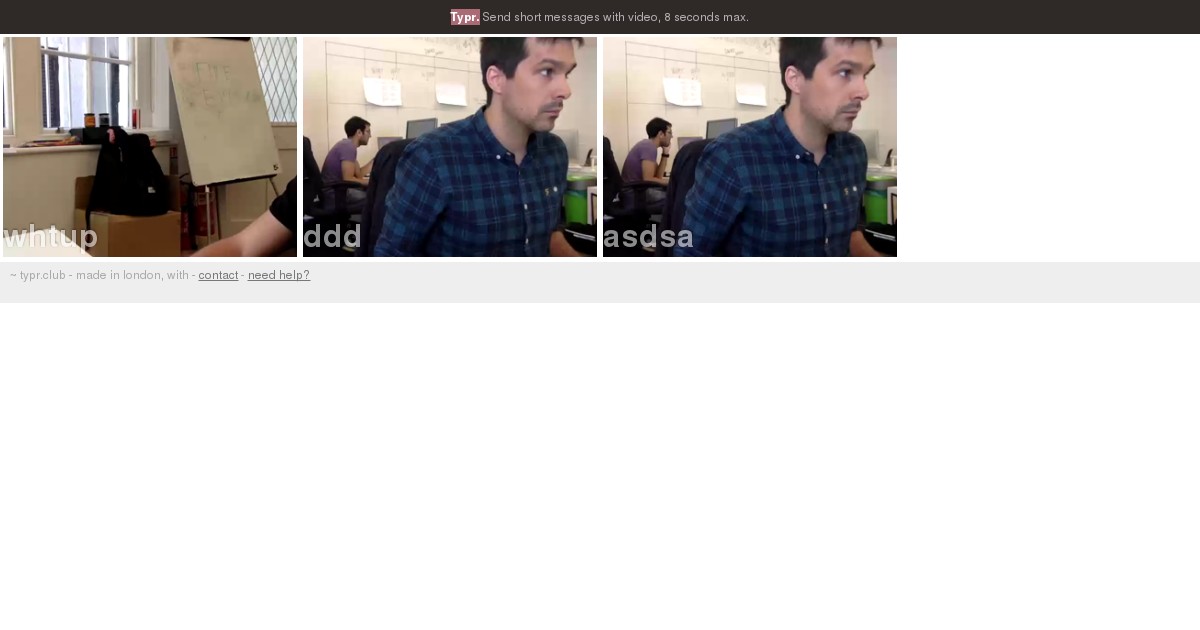 Typr. Send short messages with video, 8 seconds max.
whtup
ddd
asdsa
~ typr.club - made in london, with - contact - need help?